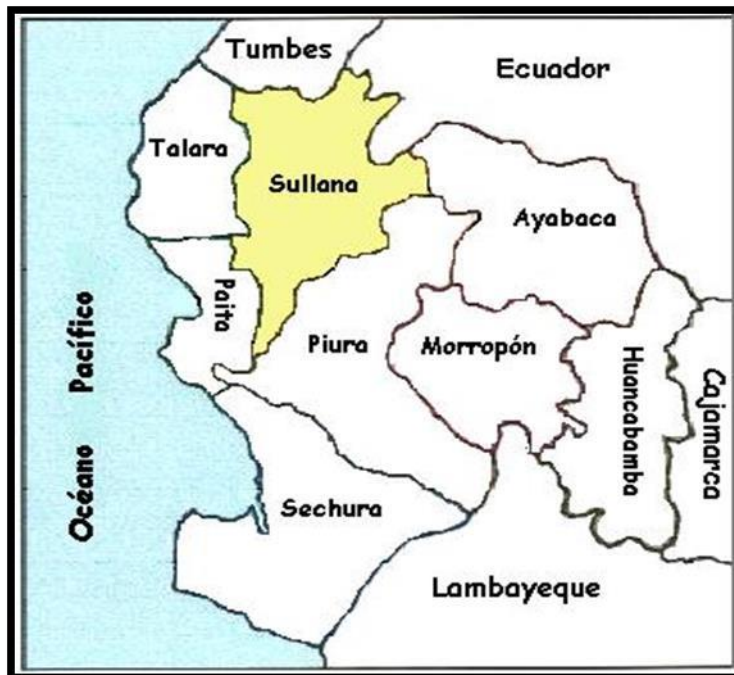 Tumbes
Ecuador
Talara
Sullana
Ayabaca
Paita
Piura
Morropón
Huancabamba
Cajamarca
Océano Pacífico
Sechura
Lambayeque